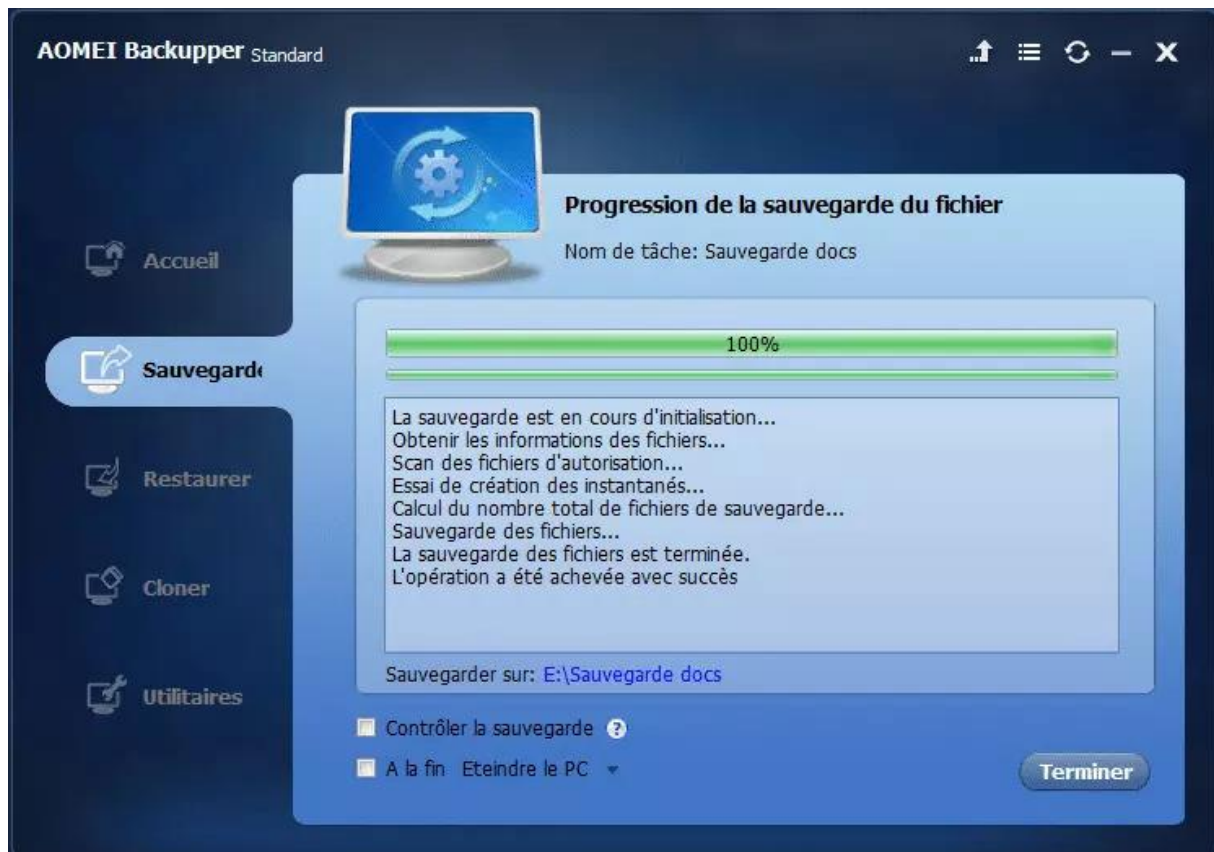 AOMEI Backupper Standard
Progression de la sauvegarde du fichier
Nom de tâche: Sauvegarde docs
Accueil
Sauvegarde
Restaurer
Cloner
Utilitaires
100%
La sauvegarde est en cours d'initialisation...
Obtenir les informations des fichiers...
Scan des fichiers d'autorisation...
Essai de création des instantanés...
Calcul du nombre total de fichiers de sauvegarde...
Sauvegarde des fichiers...
La sauvegarde des fichiers est terminée.
L'opération a été achevée avec succès
Sauvegarder sur: E:\Sauvegarde docs
Contrôler la sauvegarde ?
A la fin Eteindre le PC
Terminer